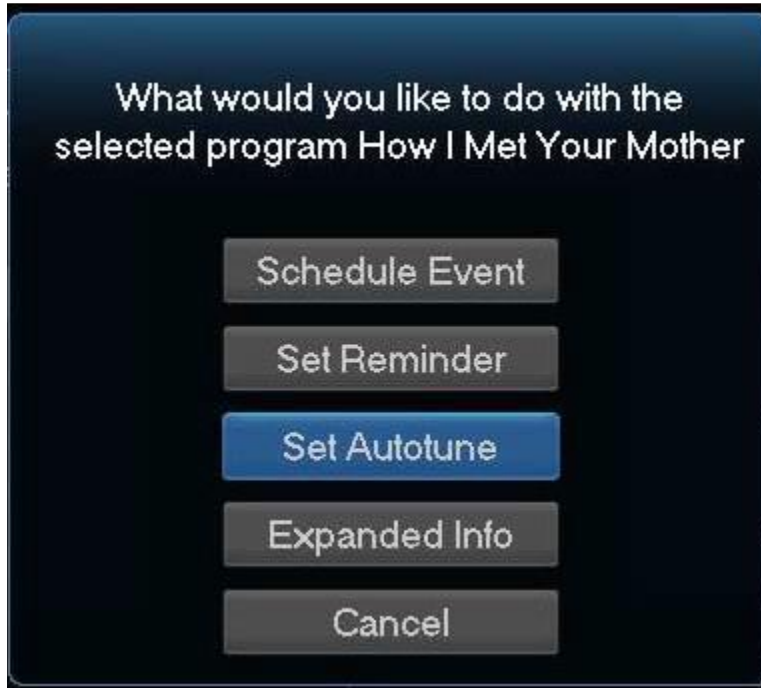 What would you like to do with the
selected program How I Met Your Mother
Schedule Event
Set Reminder
Set Autotune
Expanded Info
Cancel